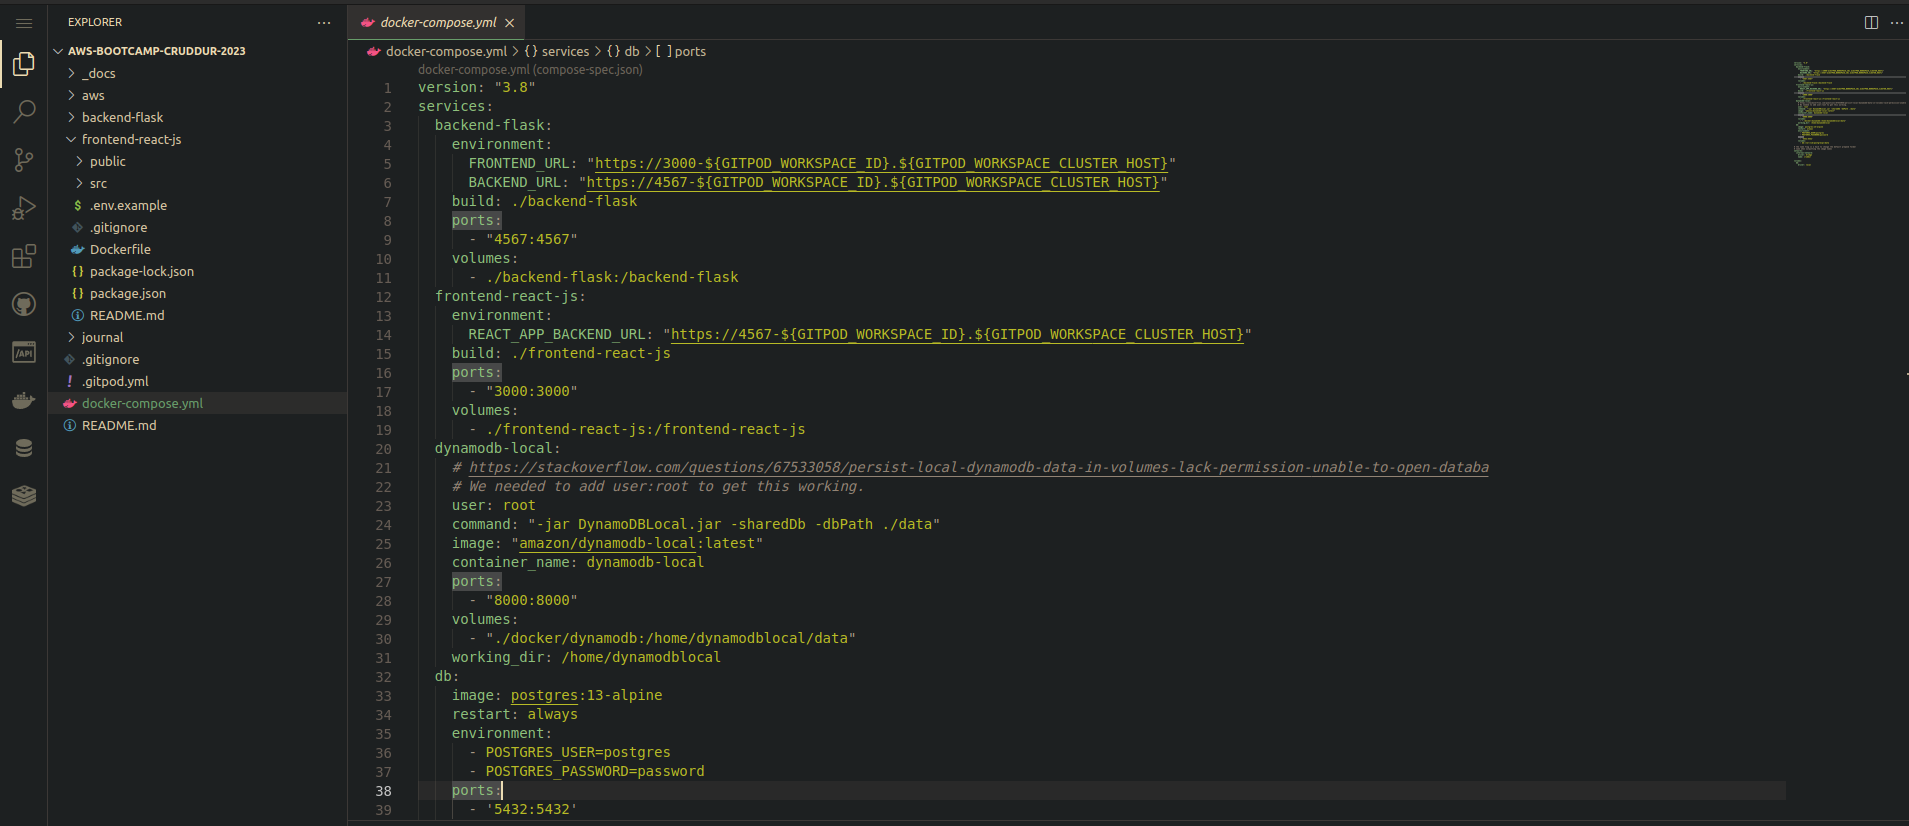 EXPLORER
AWS-BOOTCAMP-CRUDDUR-2023
_docs
aws
backend-flask
frontend-react-js
public
src
$ .env.example
.gitignore
Dockerfile
{} package-lock.json
{} package.json
README.md
journal
.gitignore
! .gitpod.yml
docker-compose.yml
README.md
/API
docker-compose.yml
docker-compose.yml > {} services > {} db > [ ] ports
docker-compose.yml (compose-spec.json)
1 version: "3.8"
2 services:
3 backend-flask:
4 environment:
5 FRONTEND_URL: "https://3000-${GITPOD_WORKSPACE_ID}.${GITPOD_WORKSPACE_CLUSTER_HOST}"
6 BACKEND_URL: "https://4567-${GITPOD_WORKSPACE_ID}.${GITPOD_WORKSPACE_CLUSTER_HOST}"
7 build: ./backend-flask
8 ports:
9 - "4567:4567"
10 volumes:
11 - ./backend-flask:/backend-flask
12 frontend-react-js:
13 environment:
14 REACT_APP_BACKEND_URL: "https://4567-${GITPOD_WORKSPACE_ID}.${GITPOD_WORKSPACE_CLUSTER_HOST}"
15 build: ./frontend-react-js
16 ports:
17 - "3000:3000"
18 volumes:
19 - ./frontend-react-js:/frontend-react-js
20 dynamodb-local:
21 # https://stackoverflow.com/questions/67533058/persist-local-dynamodb-data-in-volumes-lack-permission-unable-to-open-databa
22 # We needed to add user:root to get this working.
23 user: root
24 command: "-jar DynamoDBLocal.jar -sharedDb -dbPath ./data"
25 image: "amazon/dynamodb-local:latest"
26 container_name: dynamodb-local
27 ports:
28 - "8000:8000"
29 volumes:
30 - "./docker/dynamodb:/home/dynamodblocal/data"
31 working_dir: /home/dynamodblocal
32 db:
33 image: postgres:13-alpine
34 restart: always
35 environment:
36 - POSTGRES_USER=postgres
37 - POSTGRES_PASSWORD=password
38 ports:
39 - '5432:5432'